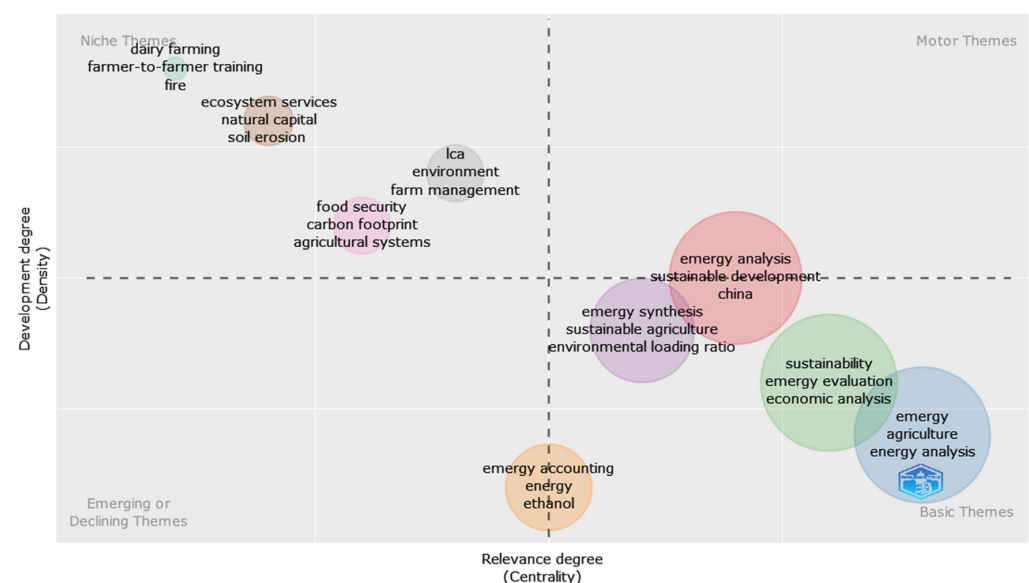 Niche Themes
Motor Themes
dairy farming
farmer-to-farmer training
fire
ecosystem services
natural capital
soil erosion
lca
environment
farm management
food security
carbon footprint
agricultural systems
emergy analysis
sustainable development
china
emergy synthesis
sustainable agriculture
environmental loading ratio
sustainability
emergy evaluation
economic analysis
emergy
agriculture
energy analysis
emergy accounting
energy
ethanol
Emerging or
Declining Themes
Basic Themes
Development degree
(Density)
Relevance degree
(Centrality)